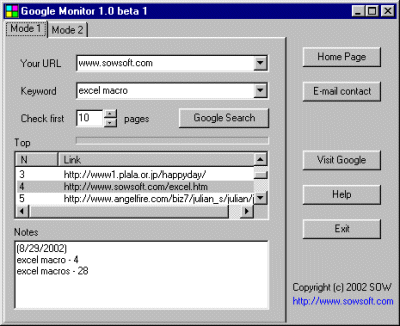 Google Monitor 1.0 beta 1
Mode 1 Mode 2
Your URL www.sowsoft.com
Keyword excel macro
Check first 10 pages Google Search
Top
N Link
3 http://www1.plala.or.jp/happyday/
4 http://www.sowsoft.com/excel.htm
5 http://www.angelfire.com/biz7/julian_s/julian/j
Notes
(8/29/2002)
excel macro - 4
excel macros - 28
Home Page
E-mail contact
Visit Google
Help
Exit
Copyright (c) 2002 SOW
http://www.sowsoft.com